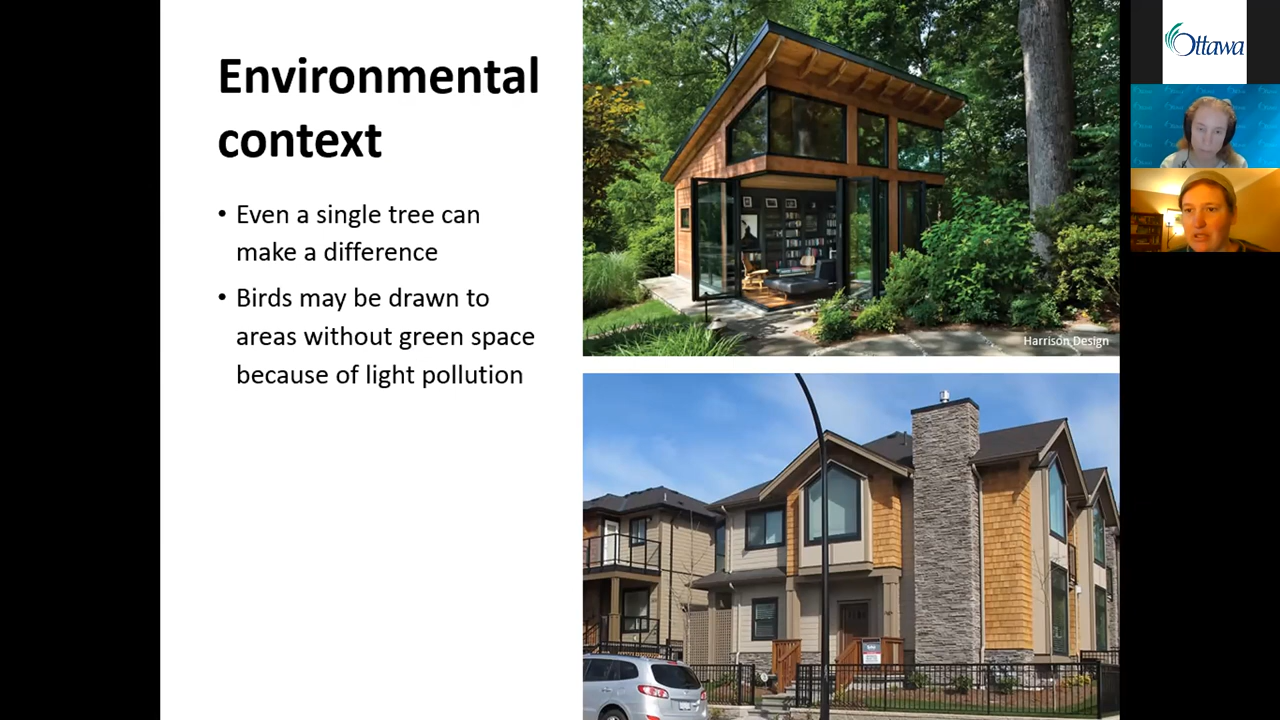 Environmental
context
• Even a single tree can
make a difference
• Birds may be drawn to
areas without green space
because of light pollution
Harrison Design
Ottawa